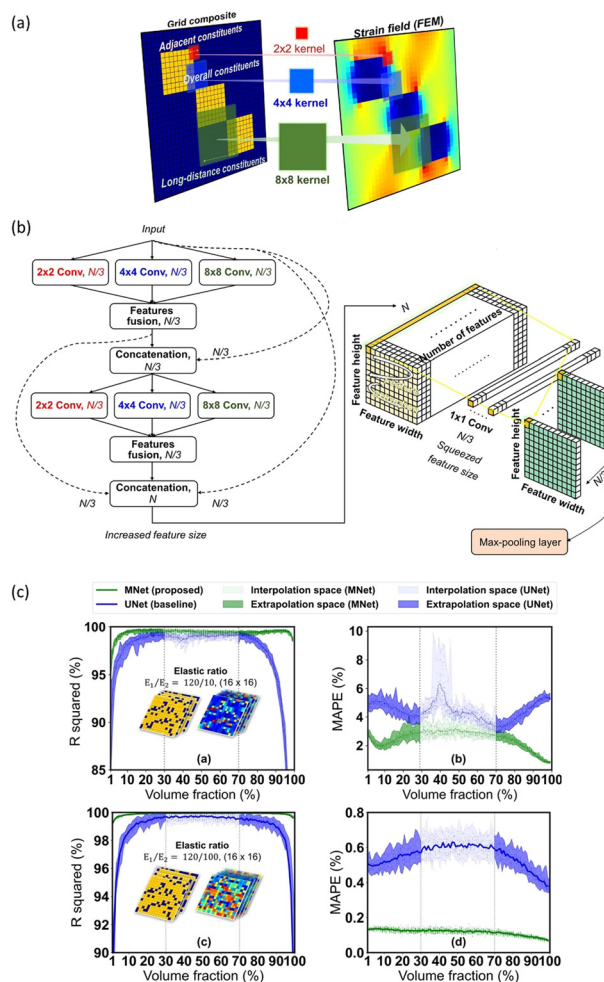 (a)
Grid composite
Adjacent constituents
Overall constituents
Long-distance constituents
2x2 kernel
4x4 kernel
8x8 kernel
Strain field (FEM)
(b)
Input
2x2 Conv, N/3
4x4 Conv, N/3
8x8 Conv, N/3
Features
fusion, N/3
Concatenation,
N/3
N/3
2x2 Conv, N/3
4x4 Conv, N/3
8x8 Conv, N/3
Features
fusion, N/3
Concatenation,
N
N/3
N/3
Increased feature size
N
Number of features
Feature height
Feature width
1x1 Conv
N/3
Squeezed
feature size
Feature height
Feature width
N/3
Max-pooling layer
(c)
MNet (proposed)
Interpolation space (MNet)
Interpolation space (UNet)
UNet (baseline)
Extrapolation space (MNet)
Extrapolation space (UNet)
R squared (%)
100
95
90
85
Elastic ratio
E1/E2 = 120/10, (16 x 16)
1 10 20 30 40 50 60 70 80 90 100
Volume fraction (%)
(a)
MAPE (%)
10
8
6
4
2
1 10 20 30 40 50 60 70 80 90 100
Volume fraction (%)
(b)
R squared (%)
100
98
96
94
92
90
Elastic ratio
E1/E2 = 120/100, (16 x 16)
1 10 20 30 40 50 60 70 80 90 100
Volume fraction (%)
(c)
MAPE (%)
0.8
0.6
0.4
0.2
0.0
1 10 20 30 40 50 60 70 80 90 100
Volume fraction (%)
(d)